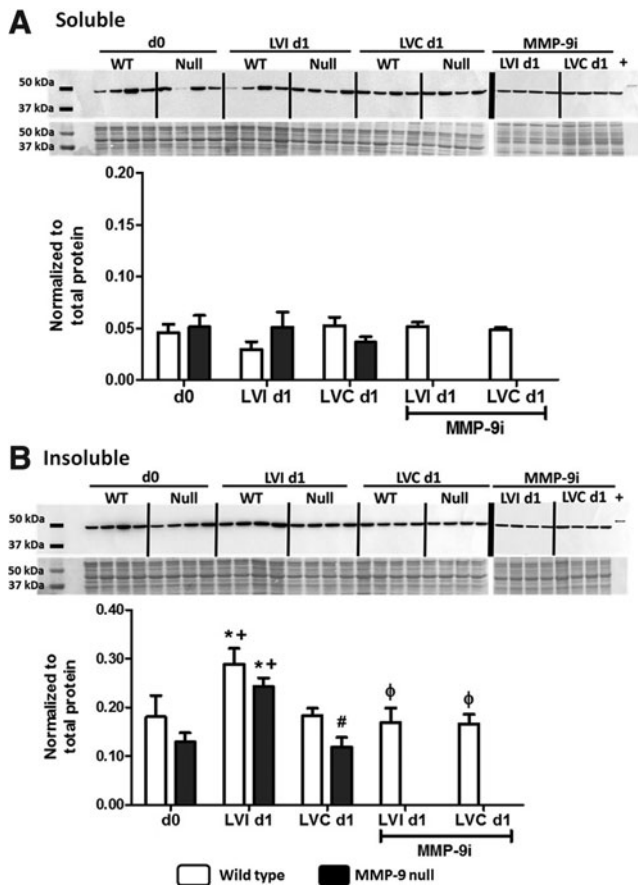 A Soluble
d0 LVI d1 LVC d1 MMP-9i
WT Null WT Null WT Null LVI d1 LVC d1 +
50 kDa
37 kDa
50 kDa
37 kDa
Normalized to
total protein
0.20
0.15
0.10
0.05
0.00
d0 LVI d1 LVC d1 LVI d1 LVC d1
MMP-9i
B Insoluble
d0 LVI d1 LVC d1 MMP-9i
WT Null WT Null WT Null LVI d1 LVC d1 +
50 kDa
37 kDa
50 kDa
37 kDa
Normalized to
total protein
0.40
0.30
0.20
0.10
0.00
*+ *+ # ϕ ϕ
d0 LVI d1 LVC d1 LVI d1 LVC d1
MMP-9i
Wild type MMP-9 null